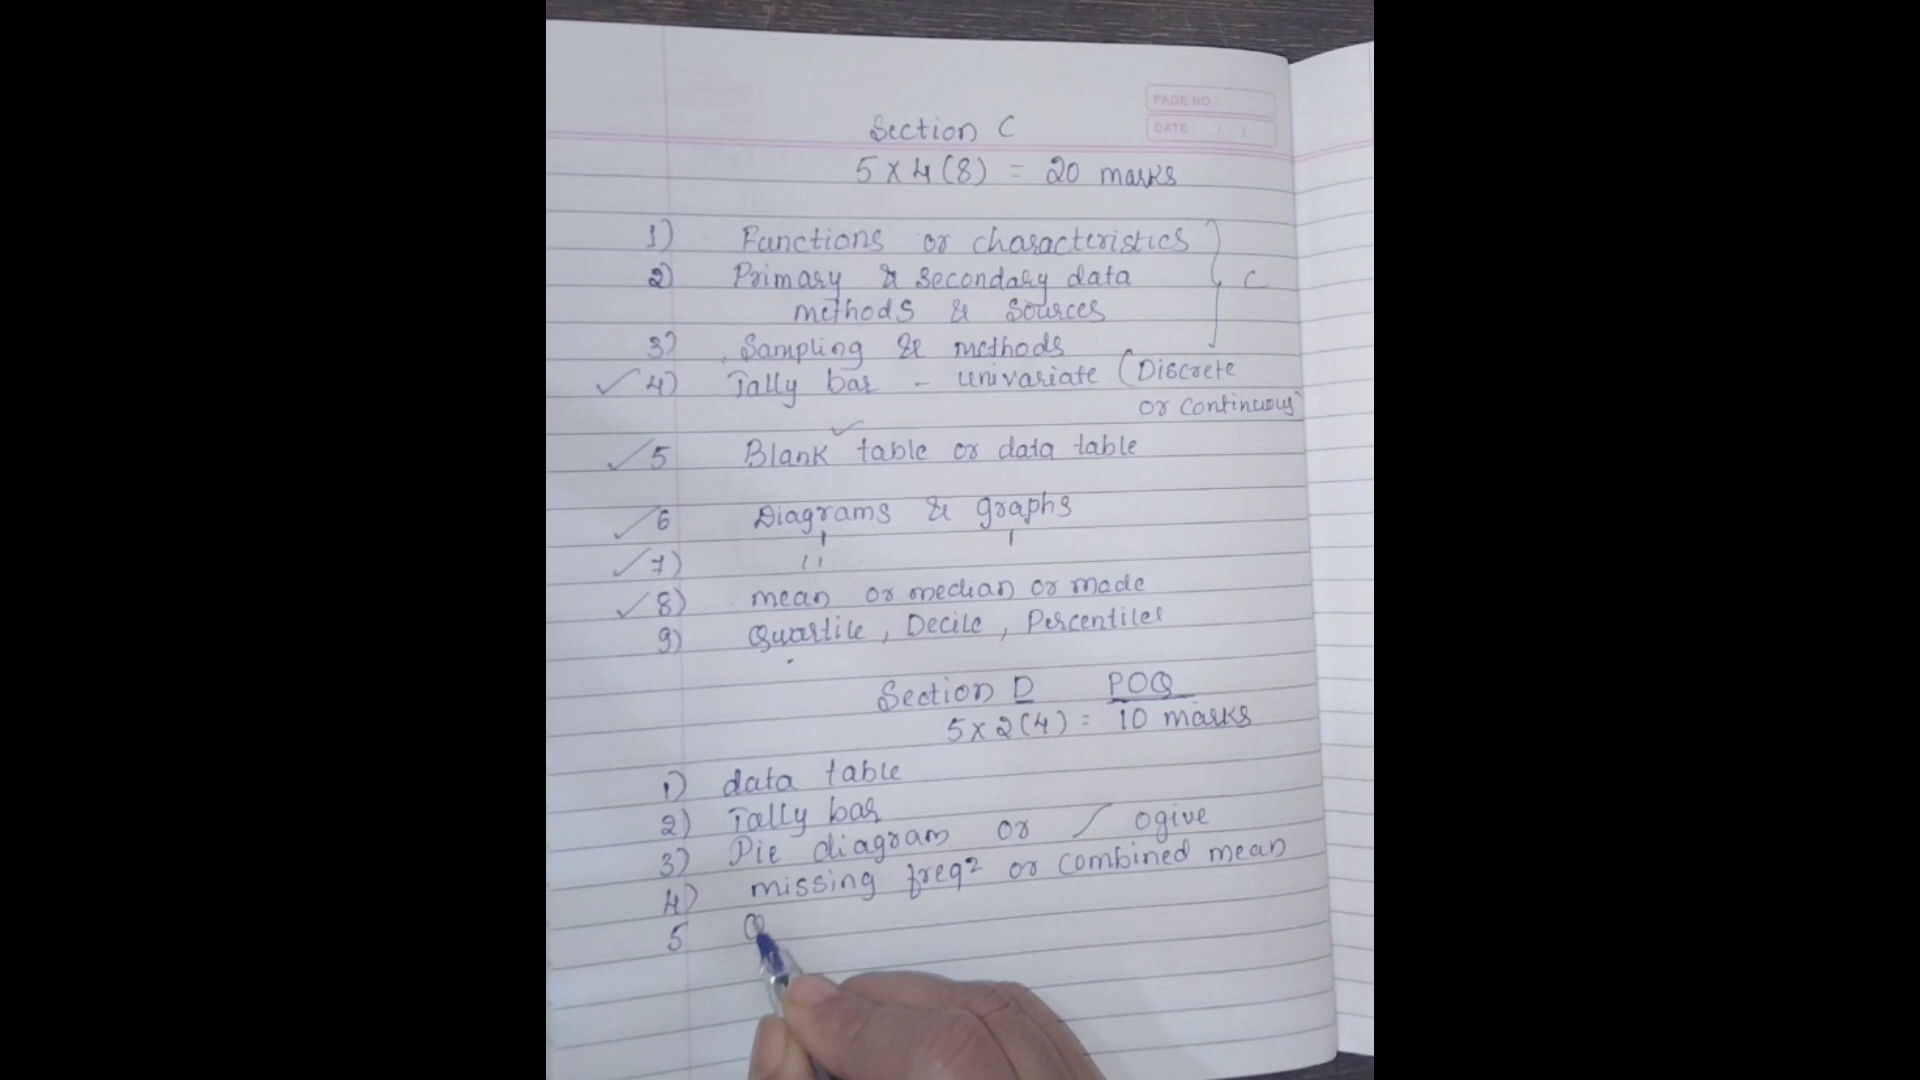 PAGE NO
DATE: / /
Section C
5 x 4 (8) = 20 marks
1) Functions or characteristics
2) Primary & secondary data C
methods & Sources
3) Sampling & methods
✓ 4) Tally bar - univariate (Discrete
or continuous)
✓ 5 Blank table or data table
✓ 6 Diagrams & graphs
✓ 7) 11
✓ 8) mean or median or mode
9) Quartile, Decile, Percentiles
Section D POQ
5 x 2 (4) = 10 marks
1) data table
2) Tally bar
3) Pie diagram or ogive
4) missing freq² or combined mean
5 Q